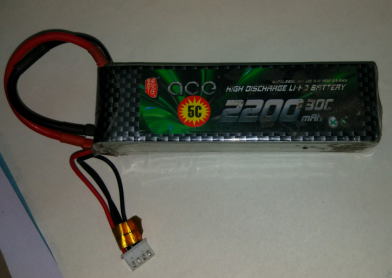 ace
HIGH DISCHARGE LI-PO BATTERY
5C
2200 30C
mAh